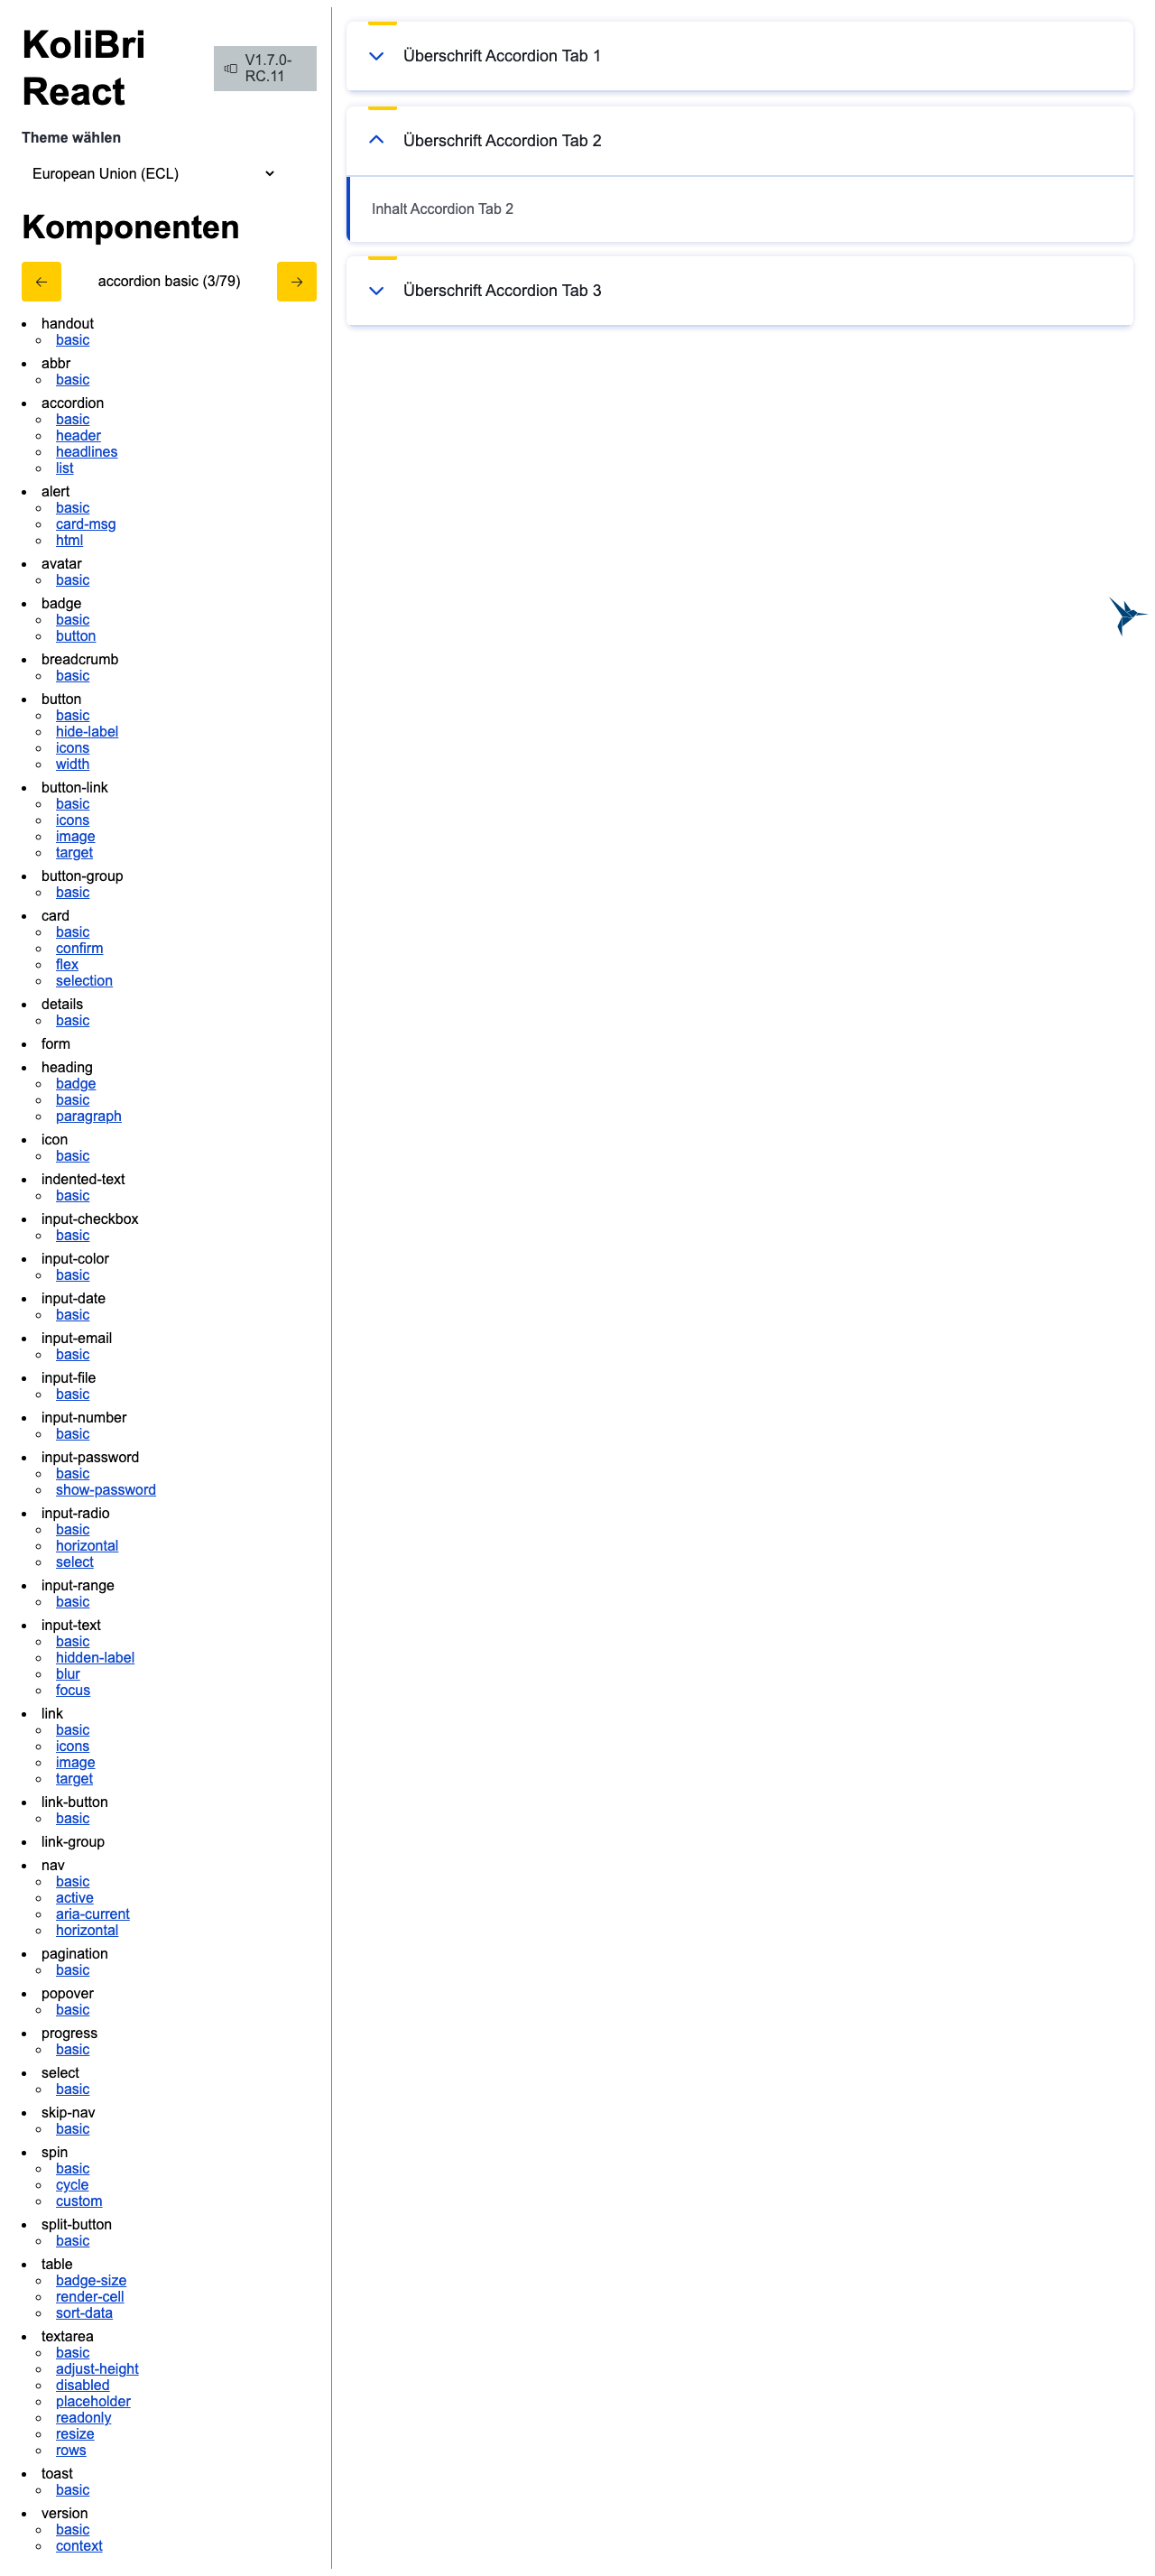 KoliBri
React
V1.7.0-
RC.11
Theme wählen
European Union (ECL)
Komponenten
accordion basic (3/79)
handout
basic
abbr
basic
accordion
basic
header
headlines
list
alert
basic
card-msg
html
avatar
basic
badge
basic
button
breadcrumb
basic
button
basic
hide-label
icons
width
button-link
basic
icons
image
target
button-group
basic
card
basic
confirm
flex
selection
details
basic
form
heading
badge
basic
paragraph
icon
basic
indented-text
basic
input-checkbox
basic
input-color
basic
input-date
basic
input-email
basic
input-file
basic
input-number
basic
input-password
basic
show-password
input-radio
basic
horizontal
select
input-range
basic
input-text
basic
hidden-label
blur
focus
link
basic
icons
image
target
link-button
basic
link-group
nav
basic
active
aria-current
horizontal
pagination
basic
popover
basic
progress
basic
select
basic
skip-nav
basic
spin
basic
cycle
custom
split-button
basic
table
badge-size
render-cell
sort-data
textarea
basic
adjust-height
disabled
placeholder
readonly
resize
rows
toast
basic
version
basic
context
Überschrift Accordion Tab 1
Überschrift Accordion Tab 2
Inhalt Accordion Tab 2
Überschrift Accordion Tab 3